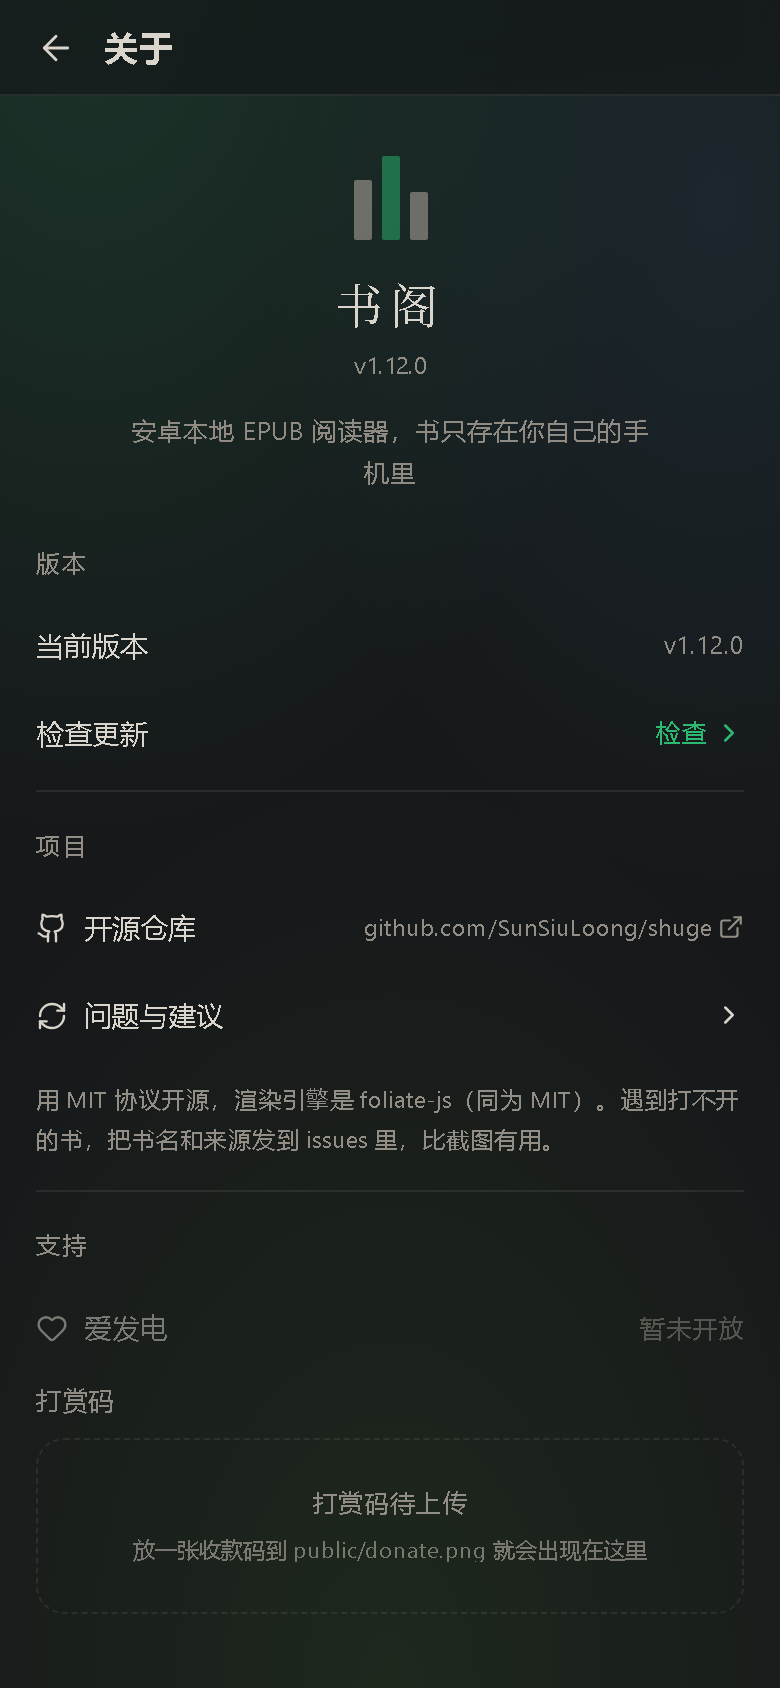 关于
书阁
v1.12.0
安卓本地 EPUB 阅读器，书只存在你自己的手
机里
版本
当前版本 v1.12.0
检查更新 检查
项目
开源仓库 github.com/SunSiuLoong/shuge
问题与建议
用 MIT 协议开源，渲染引擎是 foliate-js（同为 MIT）。遇到打不开
的书，把书名和来源发到 issues 里，比截图有用。
支持
爱发电 暂未开放
打赏码
打赏码待上传
放一张收款码到 public/donate.png 就会出现在这里